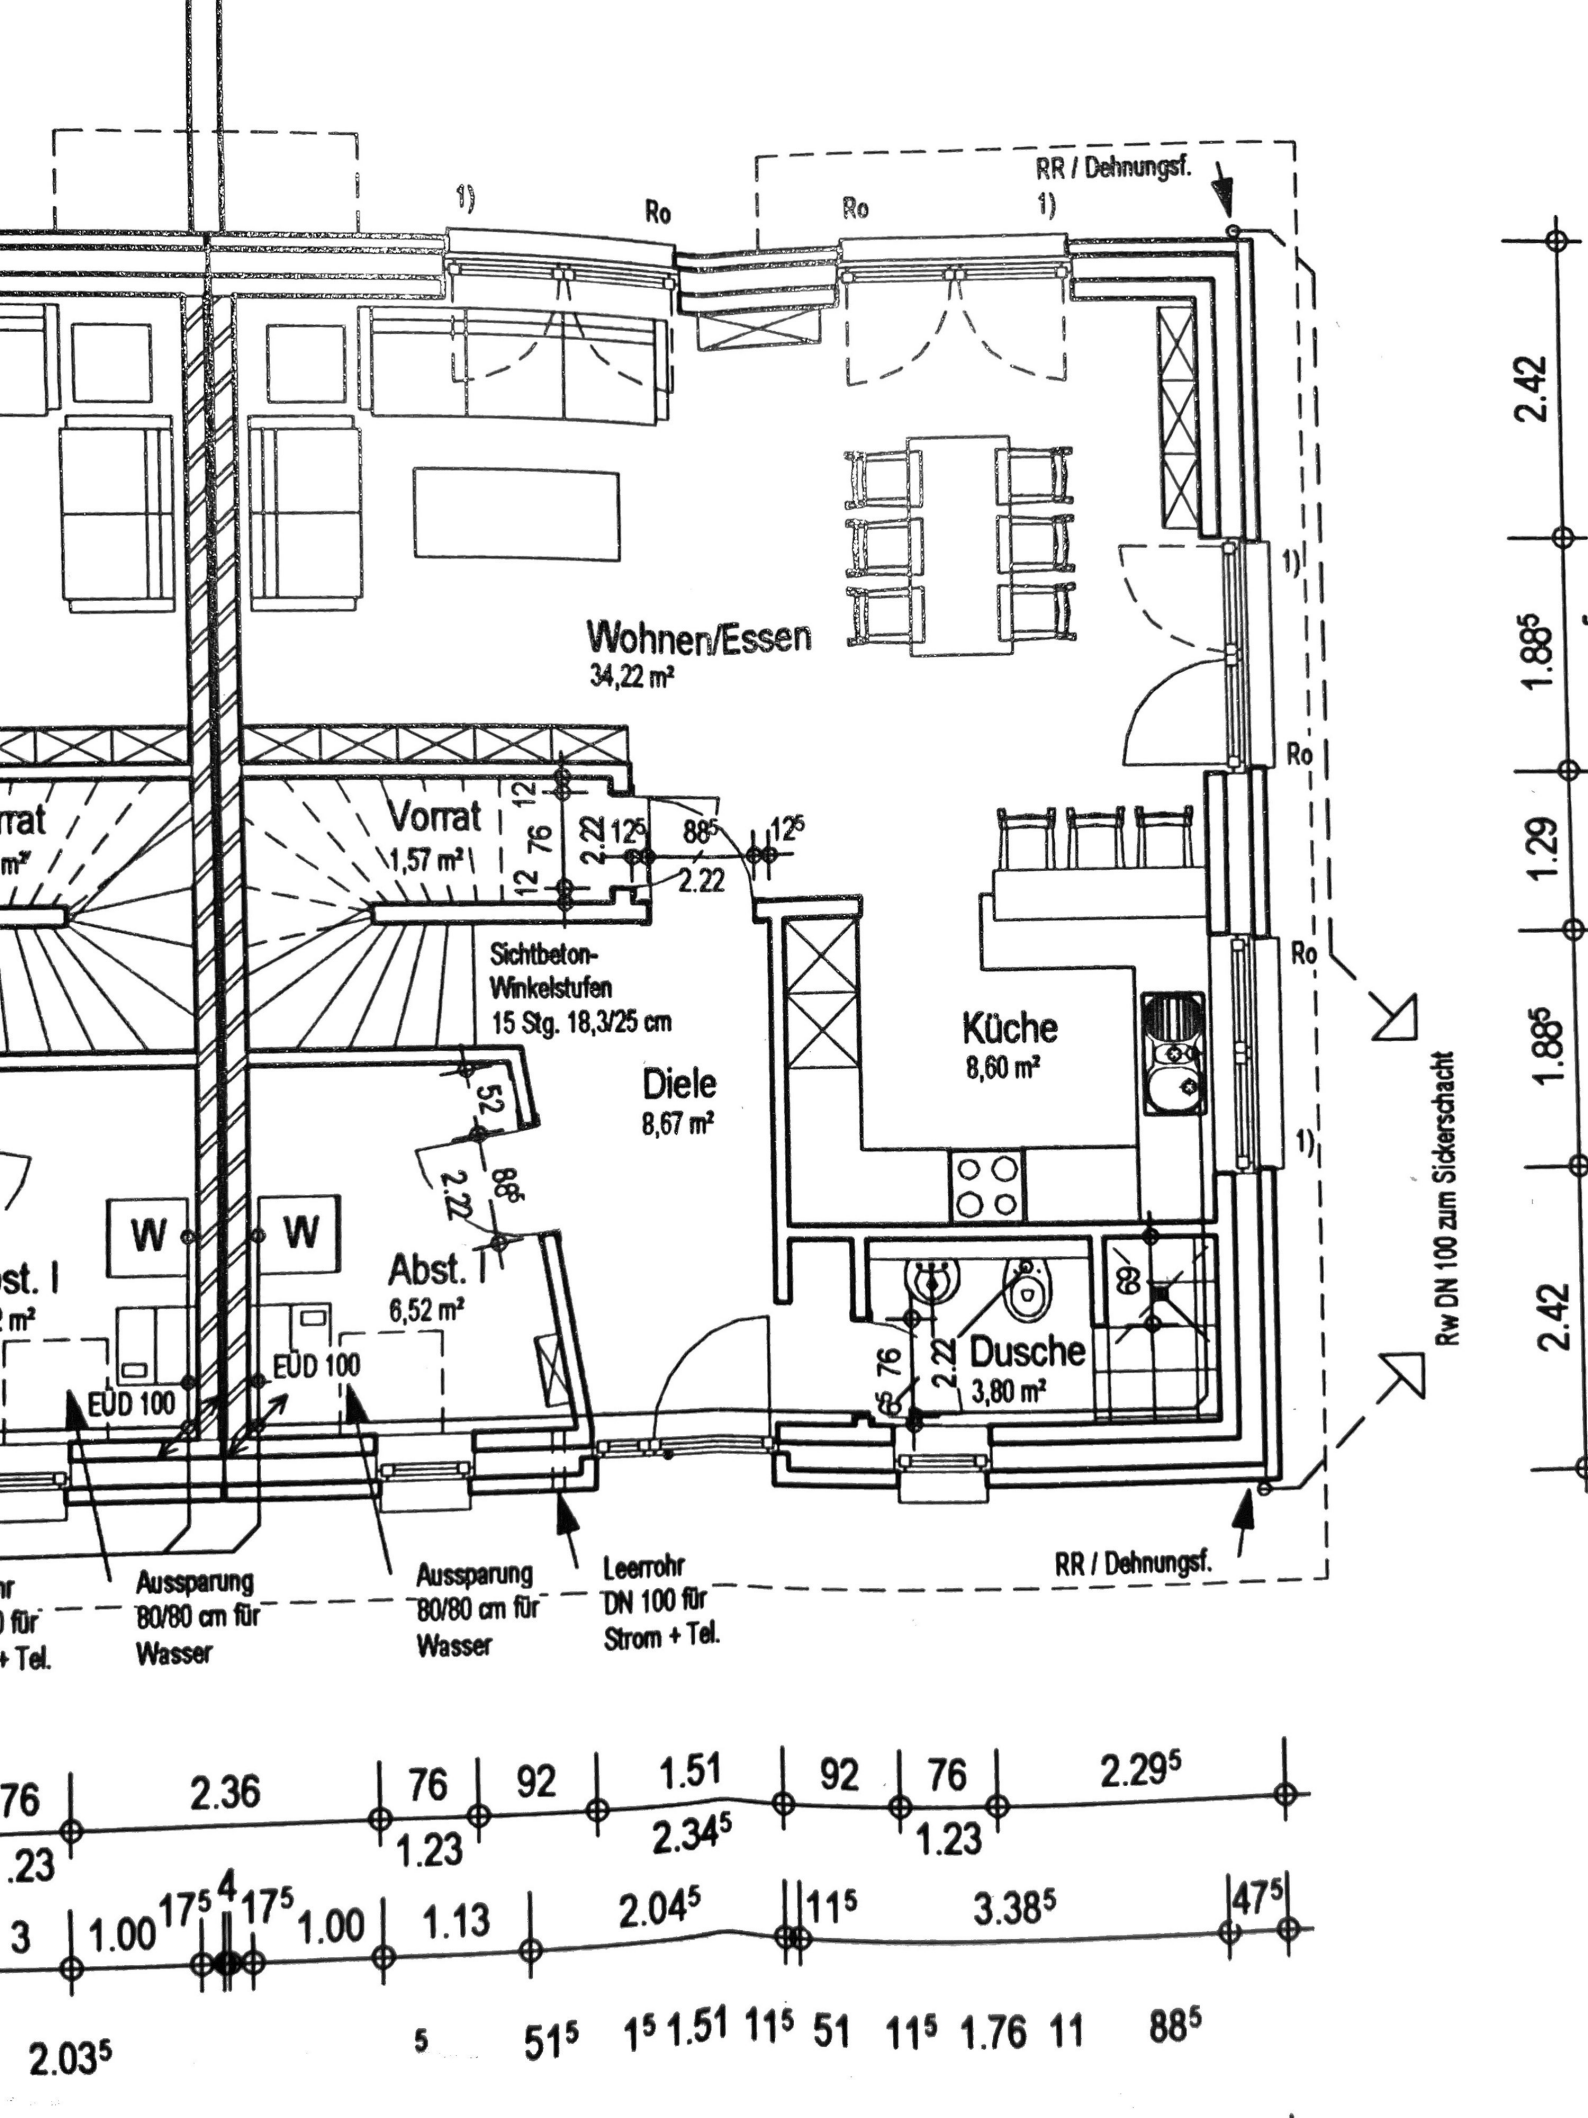 RR / Dehnungsf.
1)
Ro
Ro
1)
2.42
1)
Wohnen/Essen
34,22 m²
1.88⁵
Ro
rrat
m²
Vorrat
1,57 m²
12
76
12
2.22
12⁵
88⁵
2.22
12⁵
1.29
Sichtbeton-
Winkelstufen
15 Stg. 18,3/25 cm
Ro
Küche
8,60 m²
1.88⁵
52
Diele
8,67 m²
88⁵
2.22
1)
Rw DN 100 zum Sickerschacht
W
W
st. I
m²
Abst. I
6,52 m²
69
76
2.22
Dusche
3,80 m²
2.42
EÜD 100
EÜD 100
RR / Dehnungsf.
für
+ Tel.
Aussparung
80/80 cm für
Wasser
Aussparung
80/80 cm für
Wasser
Leerrohr
DN 100 für
Strom + Tel.
76
2.36
76
92
1.51
92
76
2.29⁵
.23
1.23
2.34⁵
1.23
3
1.00
17⁵
4
17⁵
1.00
1.13
2.04⁵
11⁵
3.38⁵
47⁵
2.03⁵
5
51⁵
1⁵
1.51
11⁵
51
11⁵
1.76
11
88⁵